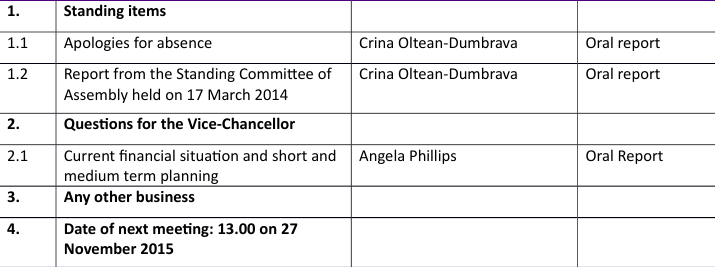 1. Standing items
1.1 Apologies for absence Crina Oltean-Dumbrava Oral report
1.2 Report from the Standing Committee of Crina Oltean-Dumbrava Oral report
Assembly held on 17 March 2014
2. Questions for the Vice-Chancellor
2.1 Current financial situation and short and Angela Phillips Oral Report
medium term planning
3. Any other business
4. Date of next meeting: 13.00 on 27
November 2015